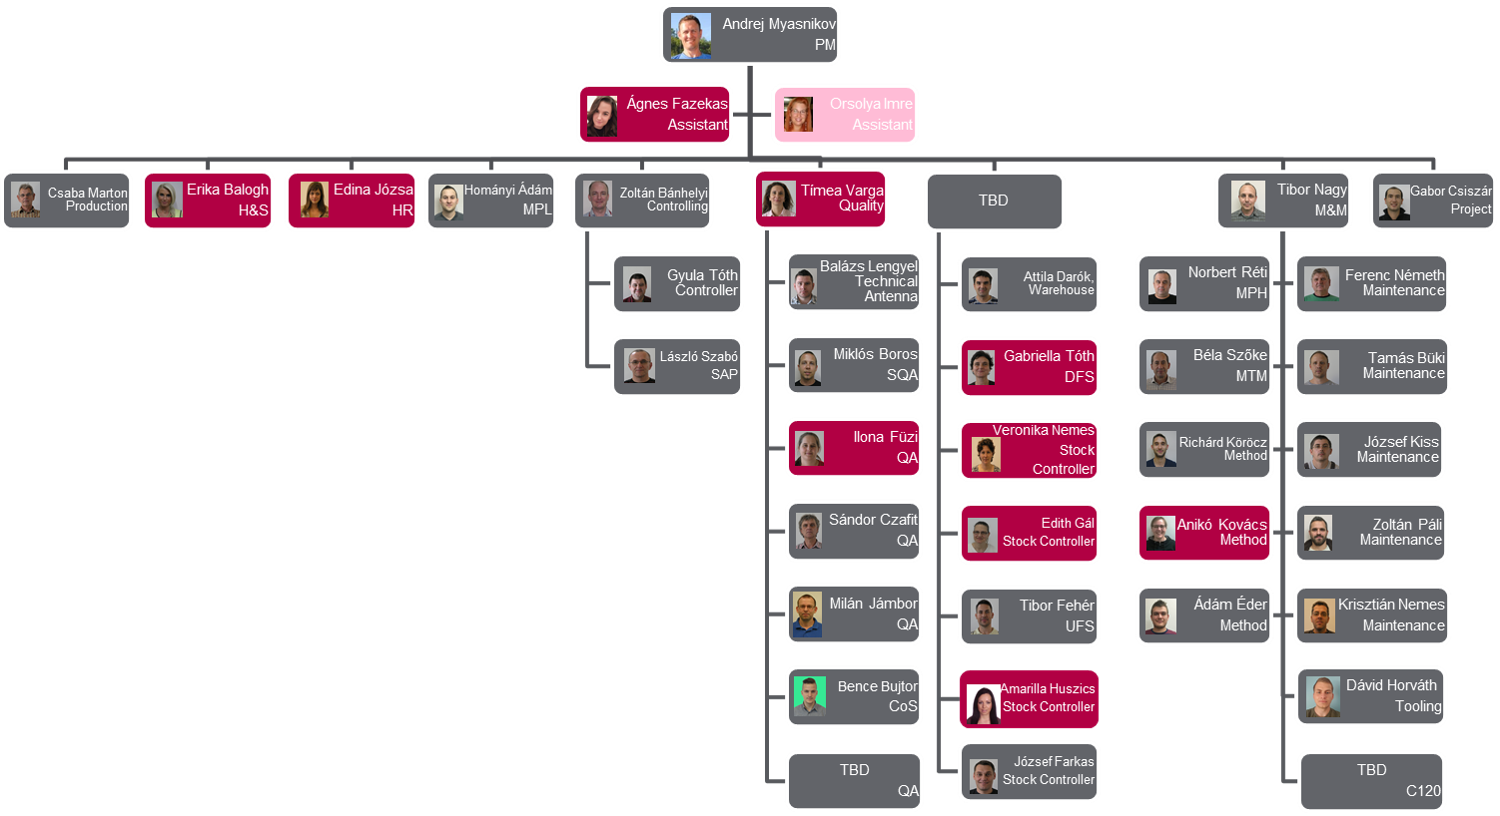 Andrej Myasnikov
PM
Ágnes Fazekas
Assistant
Orsolya Imre
Assistant
Csaba Marton
Production
Erika Balogh
H&S
Edina Józsa
HR
Hományi Ádám
MPL
Zoltán Bánhelyi
Controlling
Tímea Varga
Quality
TBD
Tibor Nagy
M&M
Gabor Csiszár
Project
Gyula Tóth
Controller
László Szabó
SAP
Balázs Lengyel
Technical
Antenna
Miklós Boros
SQA
Ilona Füzi
QA
Sándor Czafit
QA
Milán Jámbor
QA
Bence Bujtor
CoS
TBD
QA
Attila Darók,
Warehouse
Gabriella Tóth
DFS
Veronika Nemes
Stock
Controller
Edith Gál
Stock Controller
Tibor Fehér
UFS
Amarilla Huszics
Stock Controller
József Farkas
Stock Controller
Norbert Réti
MPH
Béla Szőke
MTM
Richárd Köröcz
Method
Anikó Kovács
Method
Ádám Éder
Method
Ferenc Németh
Maintenance
Tamás Büki
Maintenance
József Kiss
Maintenance
Zoltán Páli
Maintenance
Krisztián Nemes
Maintenance
Dávid Horváth
Tooling
TBD
C120